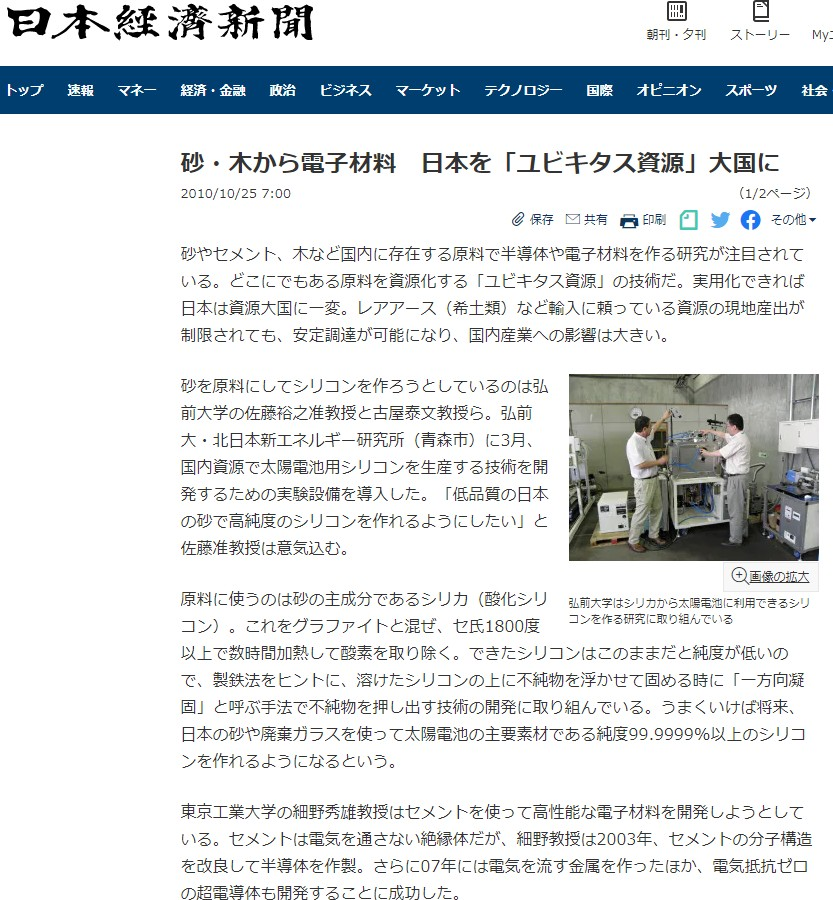 日本経済新聞
朝刊・夕刊 ストーリー Myニ
トップ 速報 マネー 経済・金融 政治 ビジネス マーケット テクノロジー 国際 オピニオン スポーツ 社会・
砂・木から電子材料　日本を「ユビキタス資源」大国に
2010/10/25 7:00 （1/2ページ）
保存 共有 印刷 その他
砂やセメント、木など国内に存在する原料で半導体や電子材料を作る研究が注目されて
いる。どこにでもある原料を資源化する「ユビキタス資源」の技術だ。実用化できれば
日本は資源大国に一変。レアアース（希土類）など輸入に頼っている資源の現地産出が
制限されても、安定調達が可能になり、国内産業への影響は大きい。
砂を原料にしてシリコンを作ろうとしているのは弘
前大学の佐藤裕之准教授と古屋泰文教授ら。弘前
大・北日本新エネルギー研究所（青森市）に3月、
国内資源で太陽電池用シリコンを生産する技術を開
発するための実験設備を導入した。「低品質の日本
の砂で高純度のシリコンを作れるようにしたい」と
佐藤准教授は意気込む。
画像の拡大
弘前大学はシリカから太陽電池に利用できるシリ
コンを作る研究に取り組んでいる
原料に使うのは砂の主成分であるシリカ（酸化シリ
コン）。これをグラファイトと混ぜ、セ氏1800度
以上で数時間加熱して酸素を取り除く。できたシリコンはこのままだと純度が低いの
で、製鉄法をヒントに、溶けたシリコンの上に不純物を浮かせて固める時に「一方向凝
固」と呼ぶ手法で不純物を押し出す技術の開発に取り組んでいる。うまくいけば将来、
日本の砂や廃棄ガラスを使って太陽電池の主要素材である純度99.9999％以上のシリコ
ンを作れるようになるという。
東京工業大学の細野秀雄教授はセメントを使って高性能な電子材料を開発しようとして
いる。セメントは電気を通さない絶縁体だが、細野教授は2003年、セメントの分子構造
を改良して半導体を作製。さらに07年には電気を流す金属を作ったほか、電気抵抗ゼロ
の超電導体も開発することに成功した。